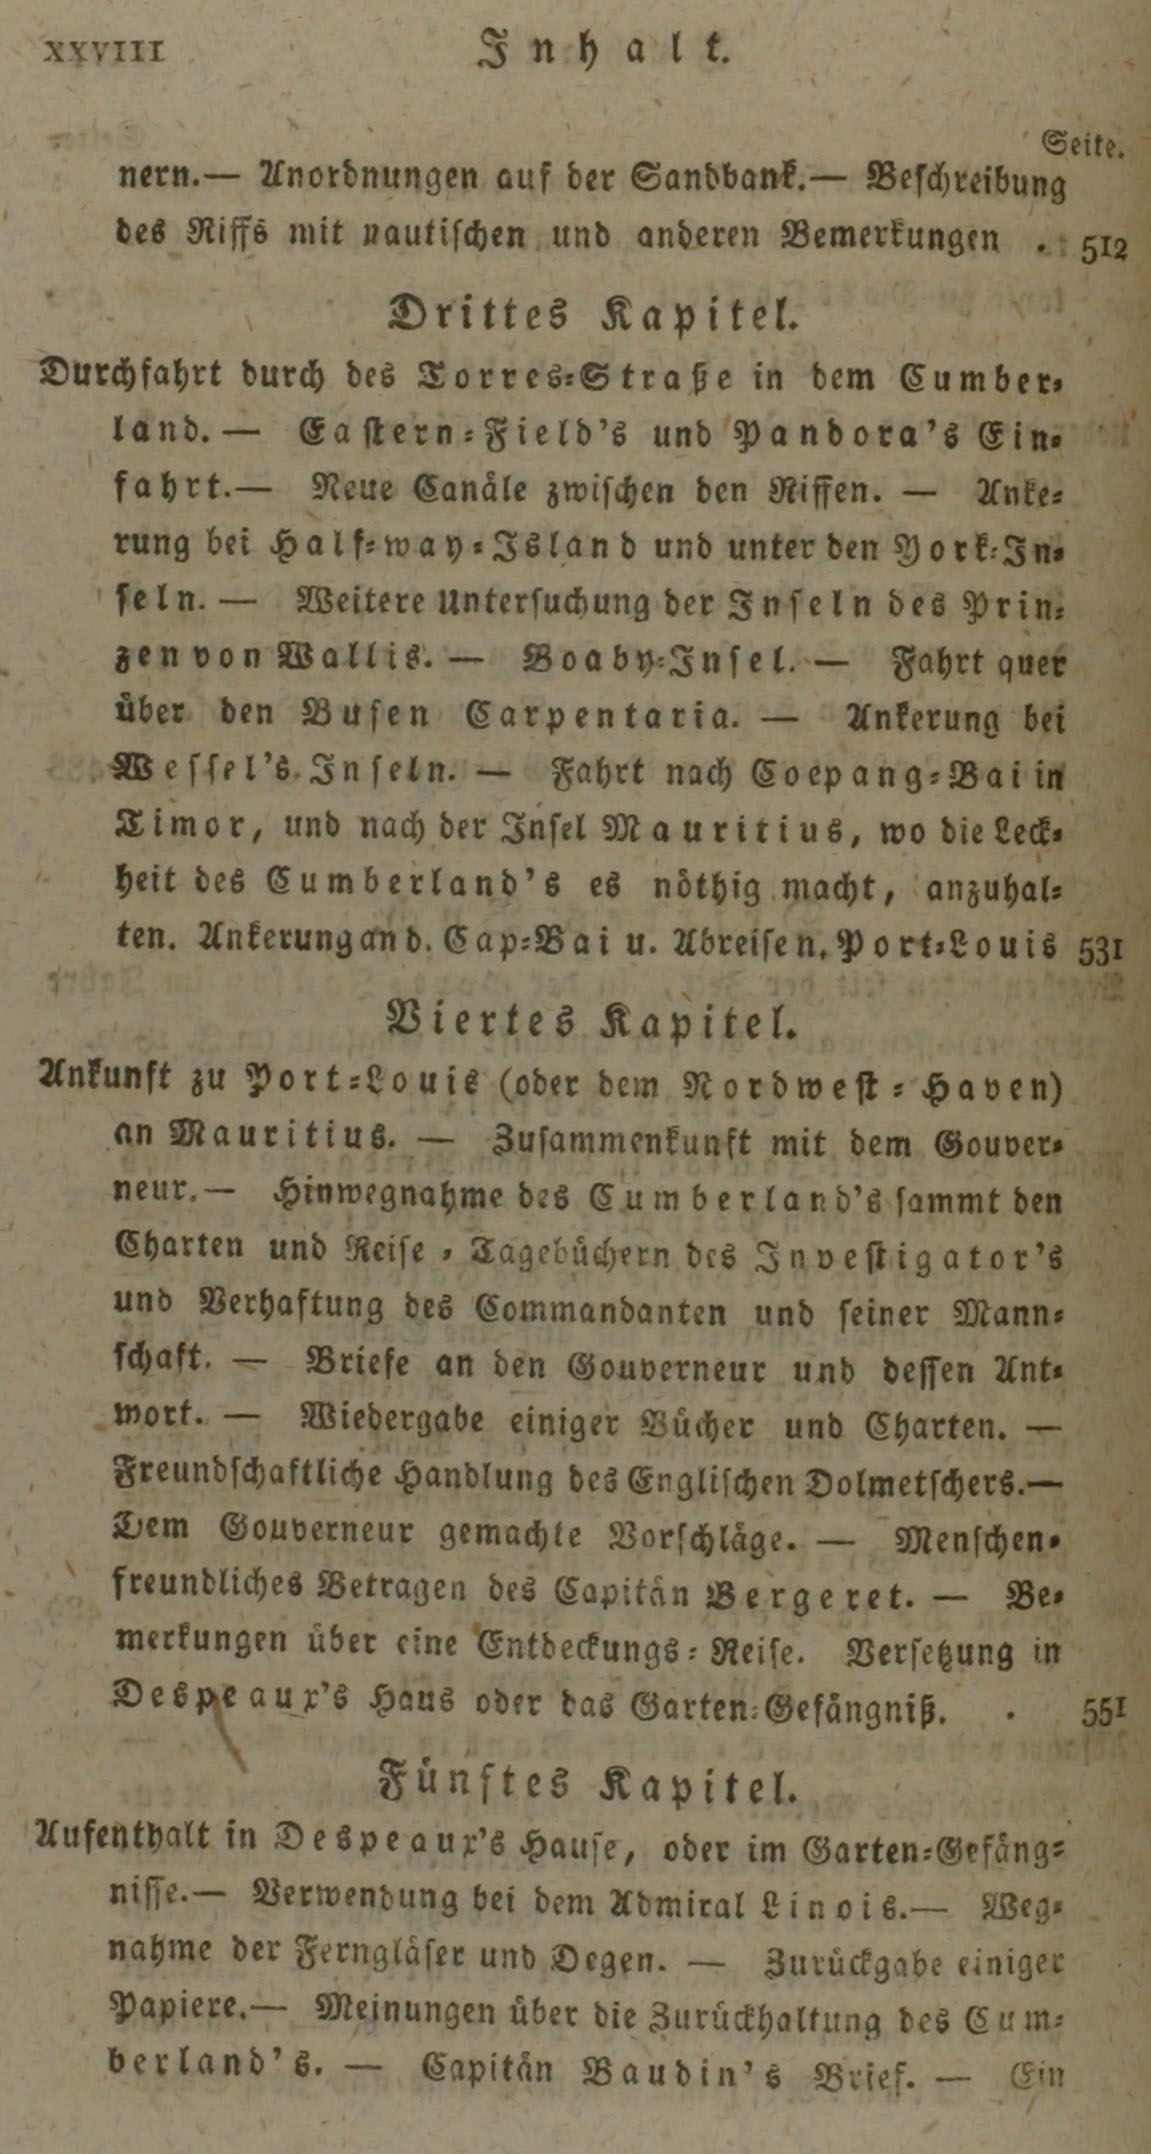 XXVIII Inhalt.
Seite.
nern.— Anordnungen auf der Sandbank.— Beschreibung
des Riffs mit nautischen und anderen Bemerkungen . 512
Drittes Kapitel.
Durchfahrt durch des Torres-Straße in dem Cumber-
land. — Eastern-Field's und Pandora's Ein-
fahrt.— Neue Canäle zwischen den Riffen. — Anke-
rung bei Half-way-Island und unter den York-In-
seln. — Weitere Untersuchung der Inseln des Prin-
zen von Wallis. — Booby-Insel. — Fahrt quer
über den Busen Carpentaria. — Ankerung bei
Wessel's Inseln. — Fahrt nach Coepang-Bai in
Timor, und nach der Insel Mauritius, wo die Leck-
heit des Cumberland's es nöthig macht, anzuhal-
ten. Ankerung an d. Cap-Bai u. Abreise n. Port-Louis 531
Viertes Kapitel.
Ankunft zu Port-Louis (oder dem Nordwest-Haven)
an Mauritius. — Zusammenkunft mit dem Gouver-
neur.— Hinwegnahme des Cumberland's sammt den
Charten und Reise-Tagebüchern des Investigator's
und Verhaftung des Commandanten und seiner Mann-
schaft. — Briefe an den Gouverneur und dessen Ant-
wort. — Wiedergabe einiger Bücher und Charten. —
Freundschaftliche Handlung des Englischen Dolmetschers.—
Dem Gouverneur gemachte Vorschläge. — Menschen-
freundliches Betragen des Capitän Bergeret. — Be-
merkungen über eine Entdeckungs-Reise. Versetzung in
Despeaux's Haus oder das Garten-Gefängniß. . 551
Fünftes Kapitel.
Aufenthalt in Despeaux's Hause, oder im Garten-Gefäng-
nisse.— Verwendung bei dem Admiral Linois.— Weg-
nahme der Ferngläser und Degen. — Zurückgabe einiger
Papiere.— Meinungen über die Zurückhaltung des Cum-
berland's. — Capitän Baudin's Brief. — Ein